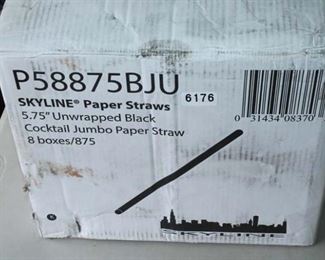 P58875BJU
SKYLINE® Paper Straws
6176
5.75" Unwrapped Black
Cocktail Jumbo Paper Straw
8 boxes/875
0 31434 08370